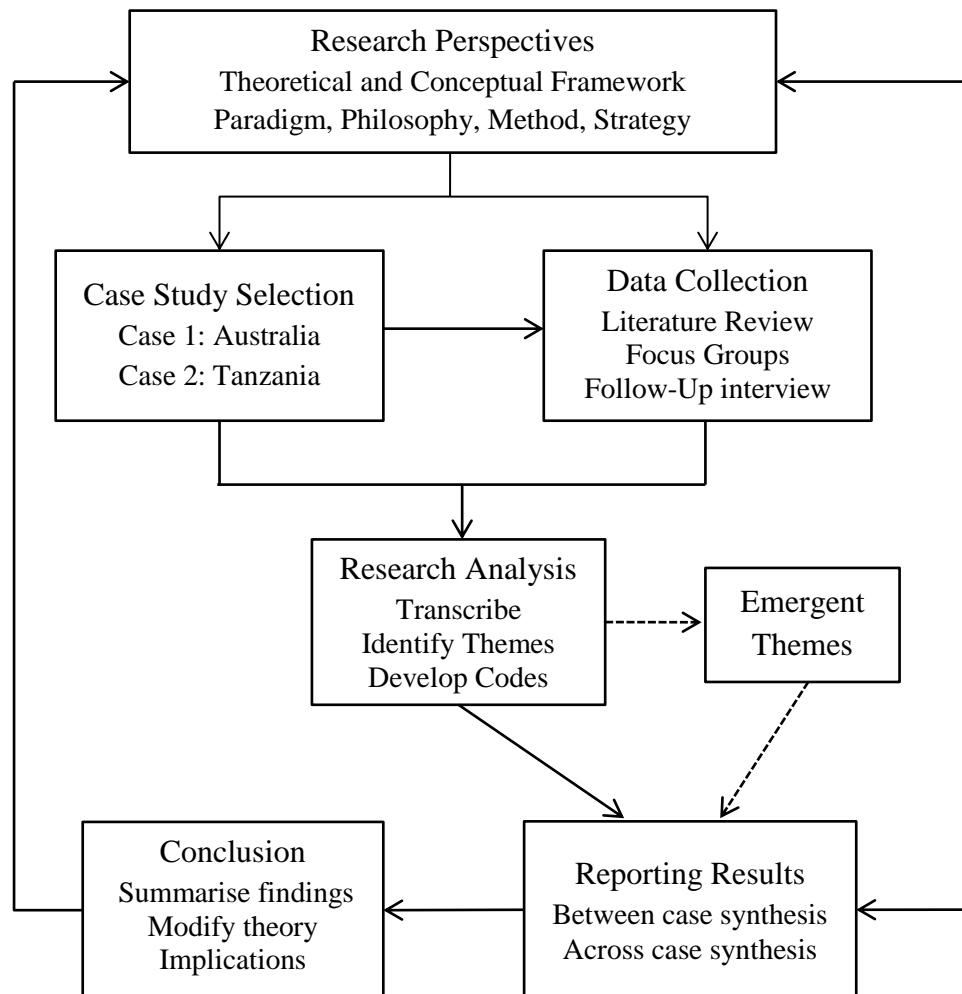 Research Perspectives
Theoretical and Conceptual Framework
Paradigm, Philosophy, Method, Strategy
Case Study Selection
Case 1: Australia
Case 2: Tanzania
Data Collection
Literature Review
Focus Groups
Follow-Up interview
Research Analysis
Transcribe
Identify Themes
Develop Codes
Emergent
Themes
Conclusion
Summarise findings
Modify theory
Implications
Reporting Results
Between case synthesis
Across case synthesis